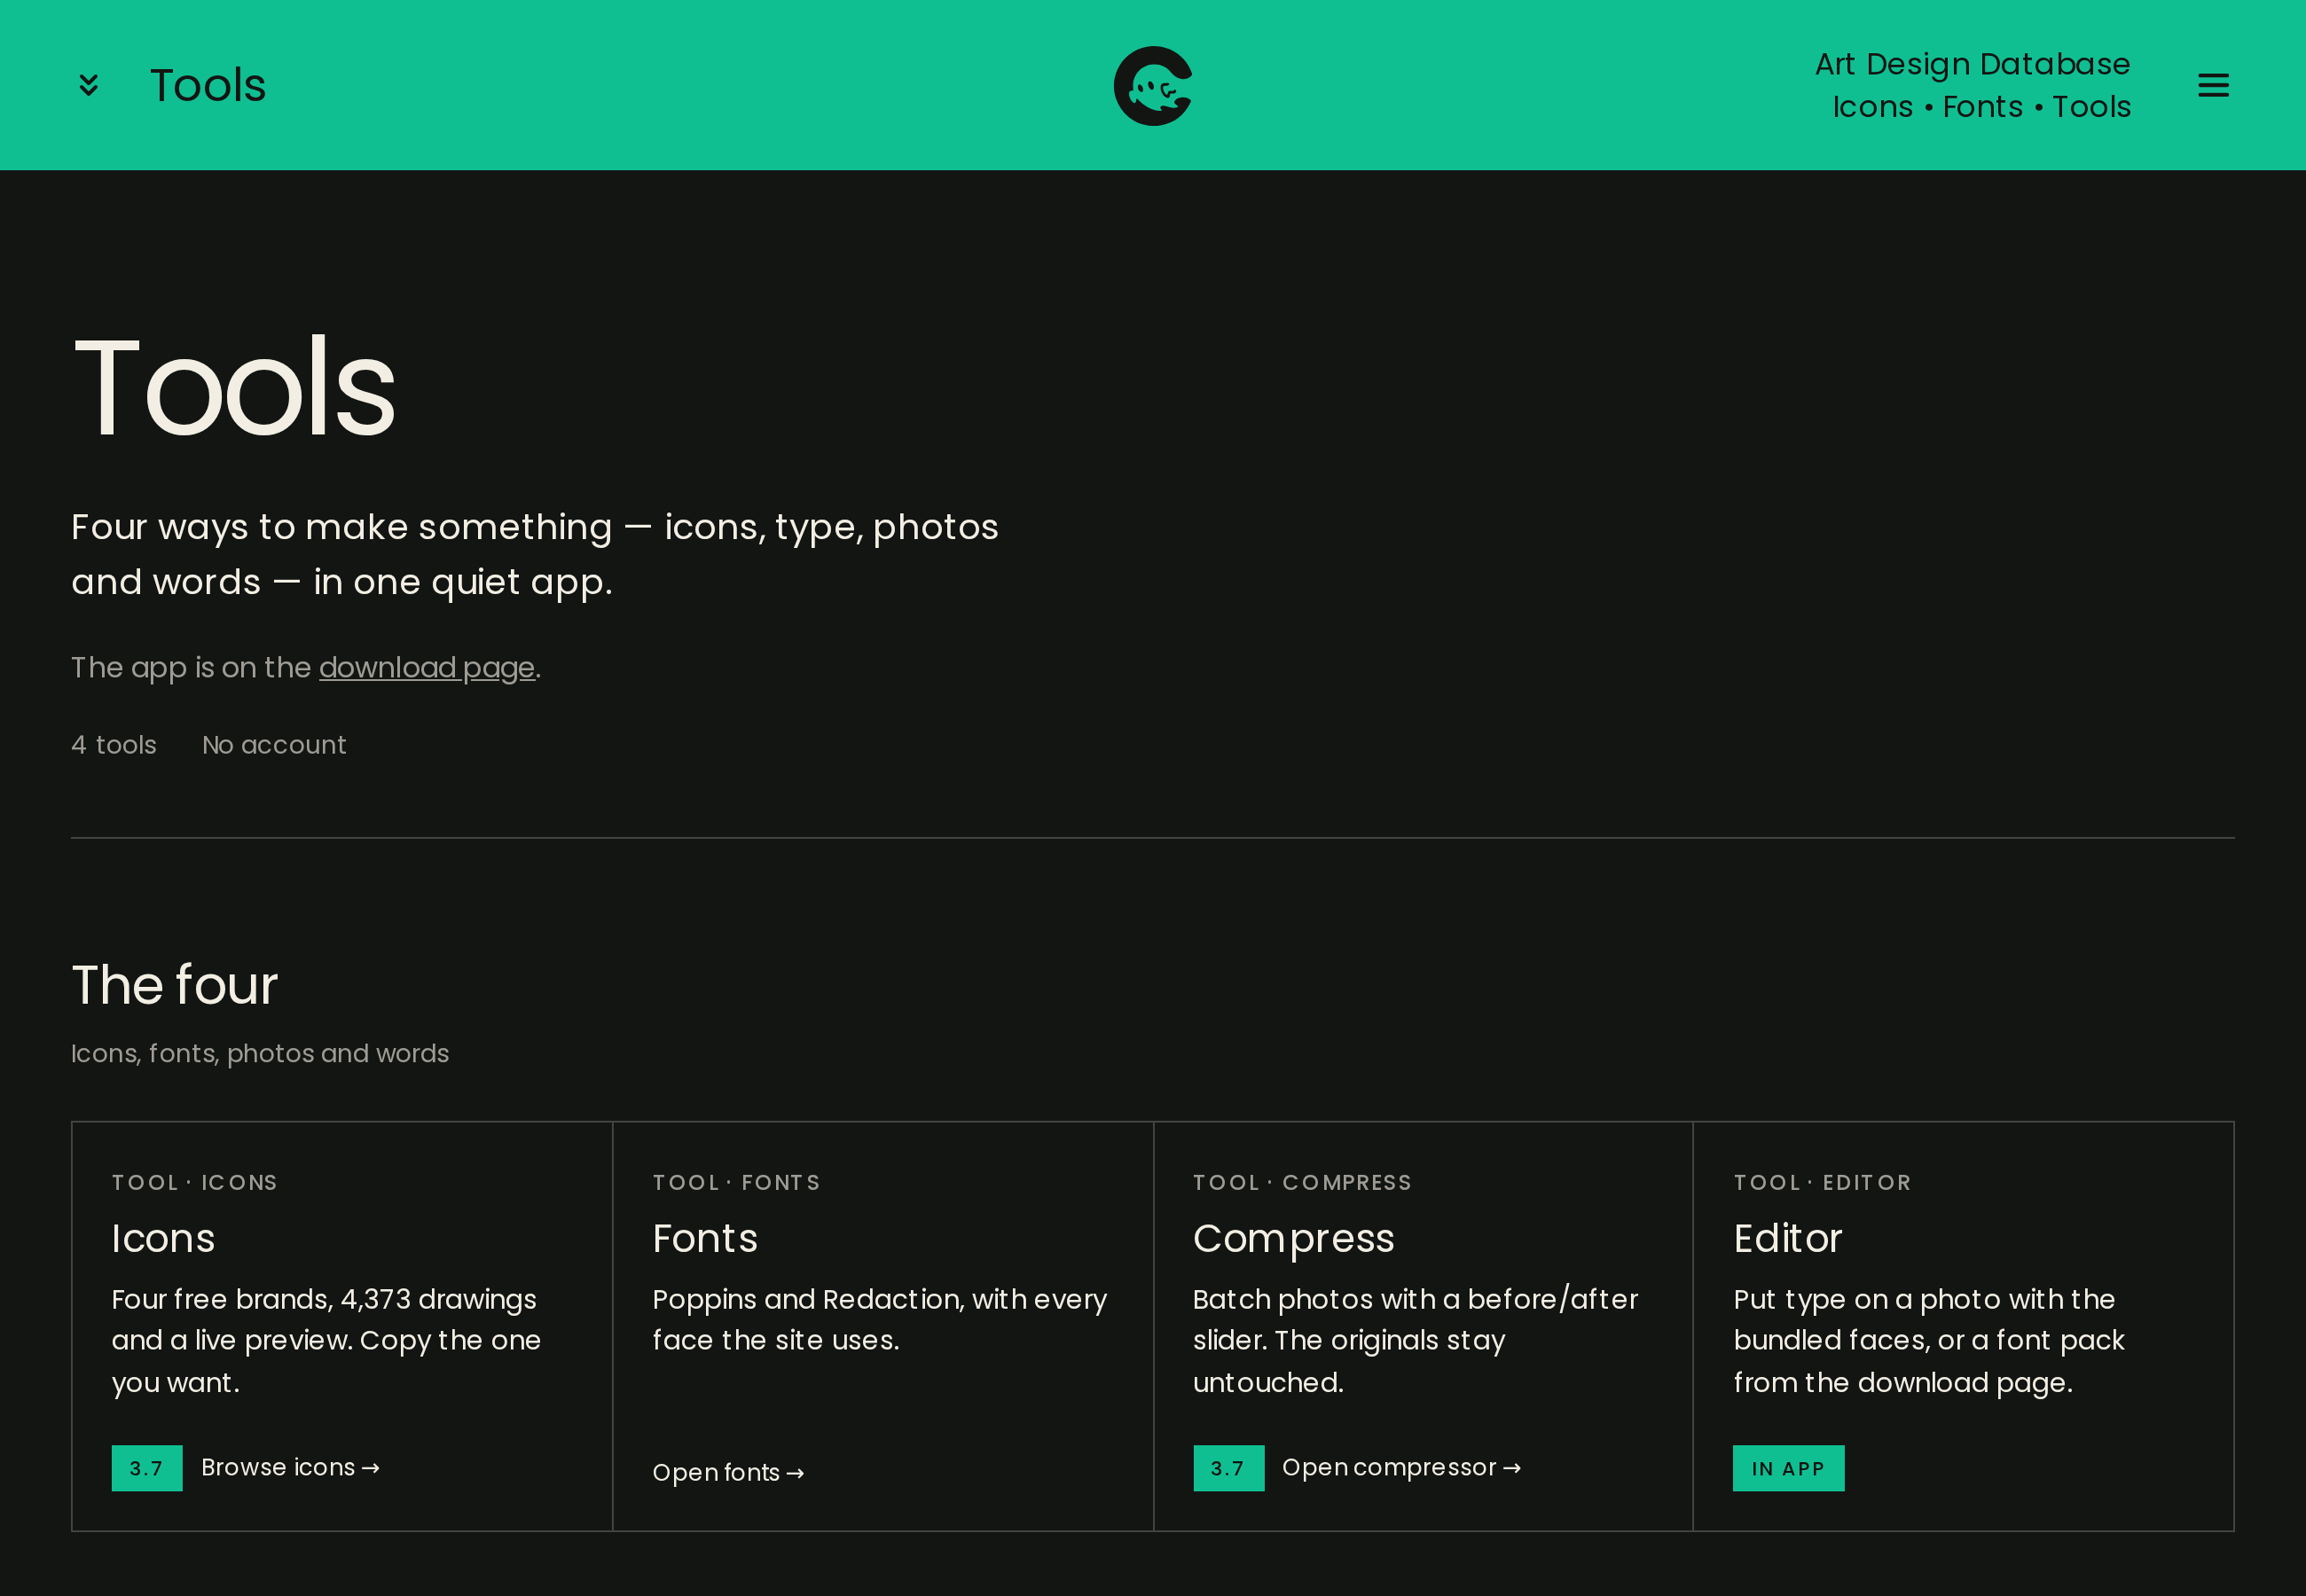 Tools
Art Design Database
Icons • Fonts • Tools
Tools
Four ways to make something — icons, type, photos
and words — in one quiet app.
The app is on the download page.
4 tools No account
The four
Icons, fonts, photos and words
TOOL · ICONS
Icons
Four free brands, 4,373 drawings
and a live preview. Copy the one
you want.
3.7 Browse icons →
TOOL · FONTS
Fonts
Poppins and Redaction, with every
face the site uses.
Open fonts →
TOOL · COMPRESS
Compress
Batch photos with a before/after
slider. The originals stay
untouched.
3.7 Open compressor →
TOOL · EDITOR
Editor
Put type on a photo with the
bundled faces, or a font pack
from the download page.
IN APP